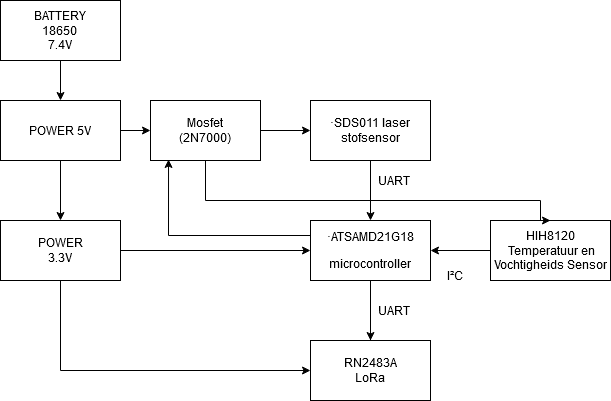 BATTERY
18650
7.4V
POWER 5V
Mosfet
(2N7000)
·SDS011 laser
stofsensor
UART
POWER
3.3V
·ATSAMD21G18
microcontroller
HIH8120
Temperatuur en
Vochtigheids Sensor
I²C
UART
RN2483A
LoRa